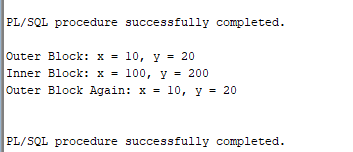 PL/SQL procedure successfully completed.
Outer Block: x = 10, y = 20
Inner Block: x = 100, y = 200
Outer Block Again: x = 10, y = 20
PL/SQL procedure successfully completed.